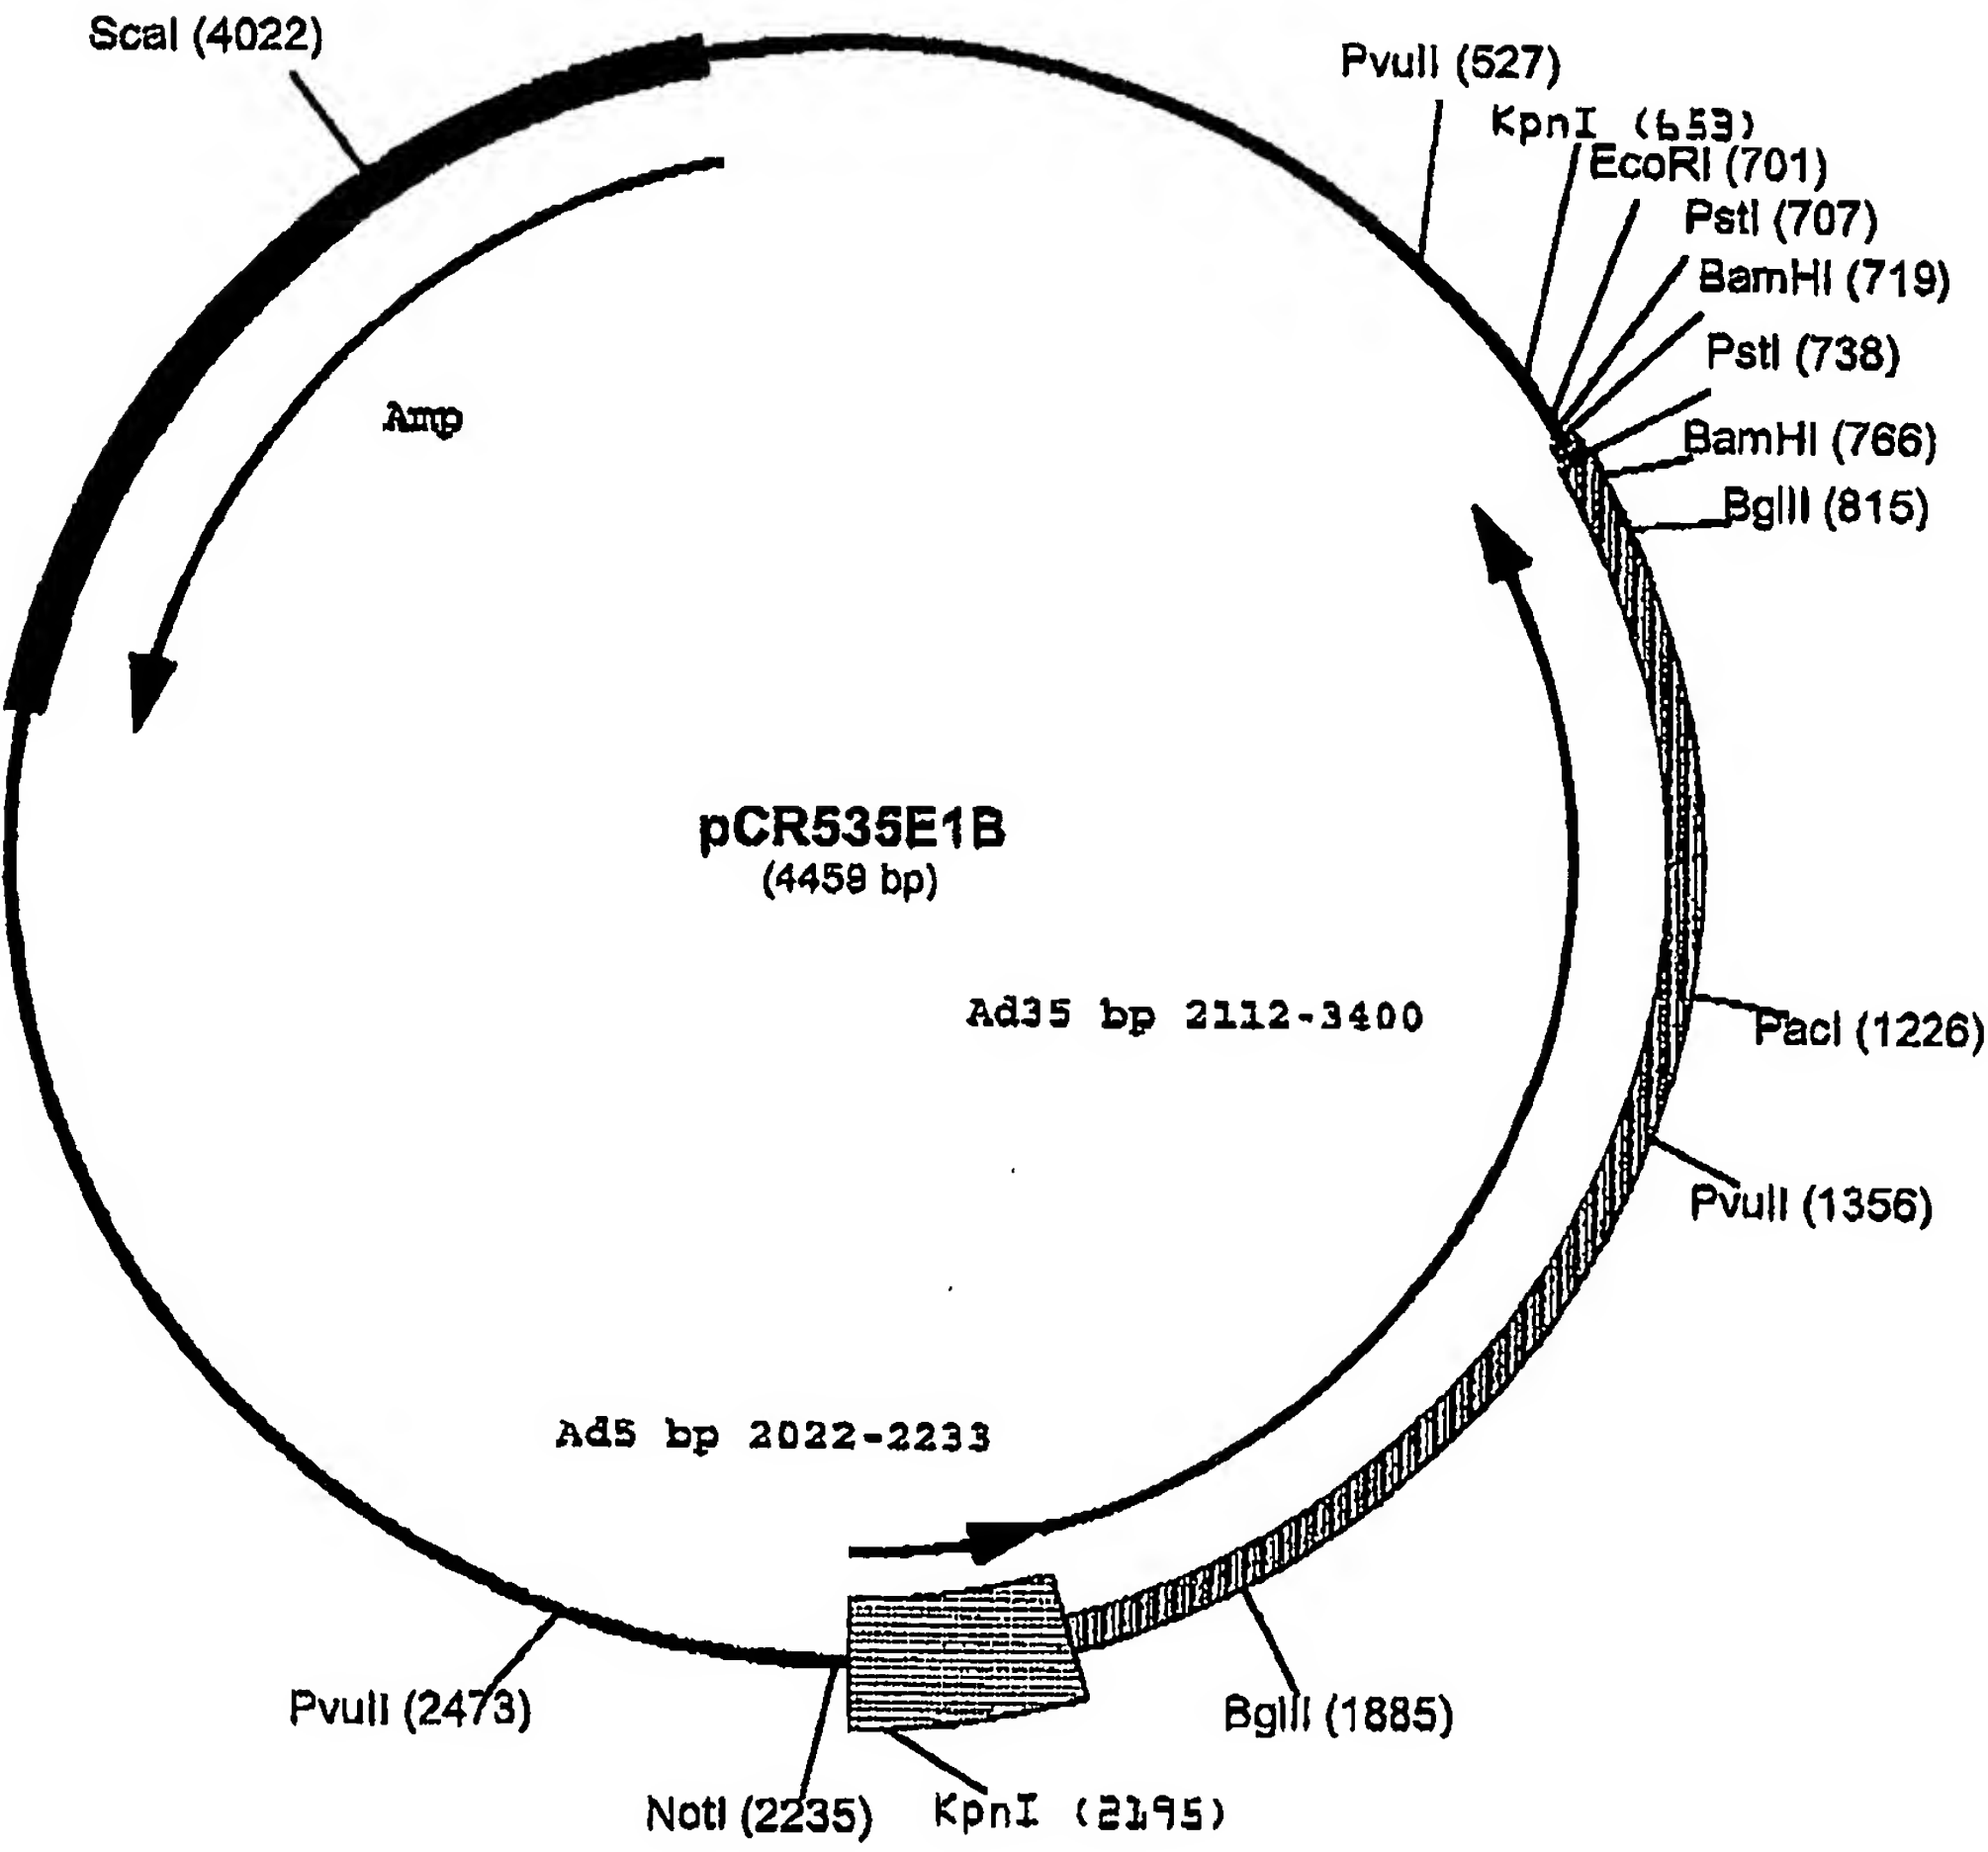 ScaI (4022)
PvuII (527)
KpnI (653)
EcoRI (701)
PstI (707)
BamHI (719)
PstI (738)
BamHI (766)
BglII (815)
Amp
pCR535E1B
(4459 bp)
Ad35 bp 2112-3400
PacI (1226)
PvuII (1356)
Ad5 bp 2022-2233
PvuII (2473)
BglII (1885)
NotI (2235)
KpnI (2195)